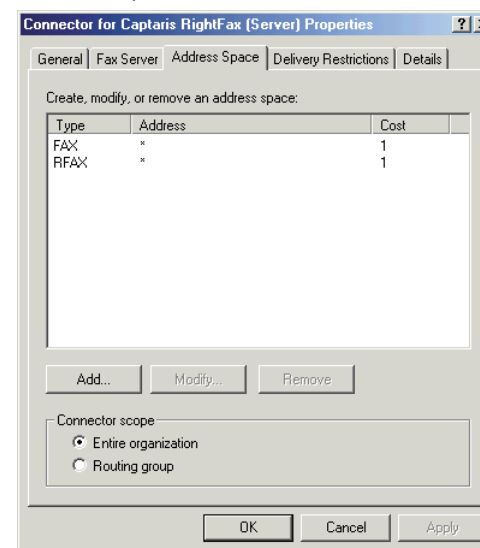 Connector for Captaris RightFax (Server) Properties ?
General Fax Server Address Space Delivery Restrictions Details
Create, modify, or remove an address space:
Type Address Cost
FAX * 1
RFAX * 1
Add... Modify... Remove
Connector scope
Entire organization
Routing group
OK Cancel Apply